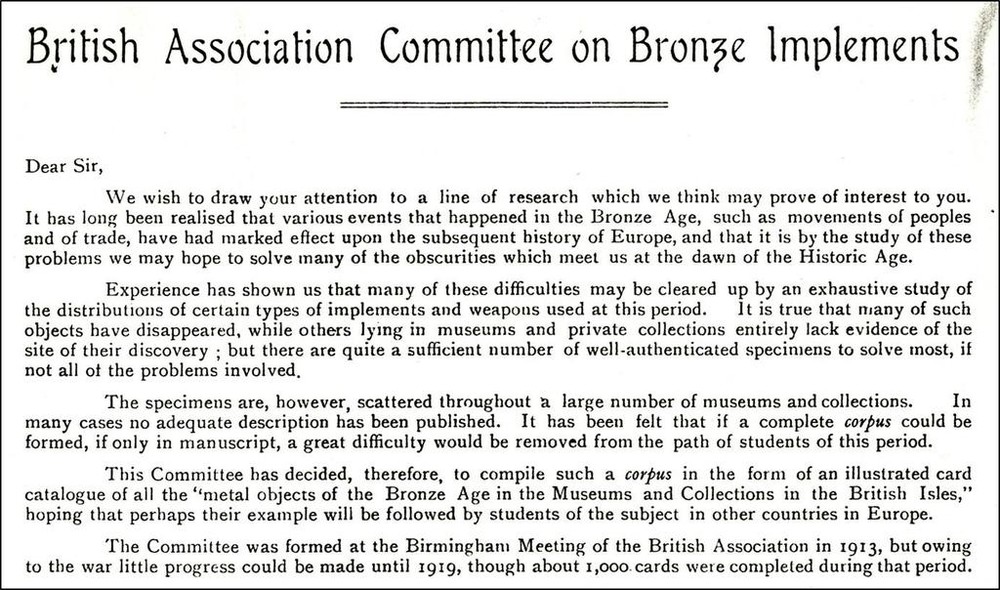 British Association Committee on Bronze Implements
Dear Sir,
We wish to draw your attention to a line of research which we think may prove of interest to you.
It has long been realised that various events that happened in the Bronze Age, such as movements of peoples
and of trade, have had marked effect upon the subsequent history of Europe, and that it is by the study of these
problems we may hope to solve many of the obscurities which meet us at the dawn of the Historic Age.
Experience has shown us that many of these difficulties may be cleared up by an exhaustive study of
the distributions of certain types of implements and weapons used at this period. It is true that many of such
objects have disappeared, while others lying in museums and private collections entirely lack evidence of the
site of their discovery ; but there are quite a sufficient number of well-authenticated specimens to solve most, if
not all of the problems involved.
The specimens are, however, scattered throughout a large number of museums and collections. In
many cases no adequate description has been published. It has been felt that if a complete corpus could be
formed, if only in manuscript, a great difficulty would be removed from the path of students of this period.
This Committee has decided, therefore, to compile such a corpus in the form of an illustrated card
catalogue of all the “metal objects of the Bronze Age in the Museums and Collections in the British Isles,”
hoping that perhaps their example will be followed by students of the subject in other countries in Europe.
The Committee was formed at the Birmingham Meeting of the British Association in 1913, but owing
to the war little progress could be made until 1919, though about 1,000 cards were completed during that period.